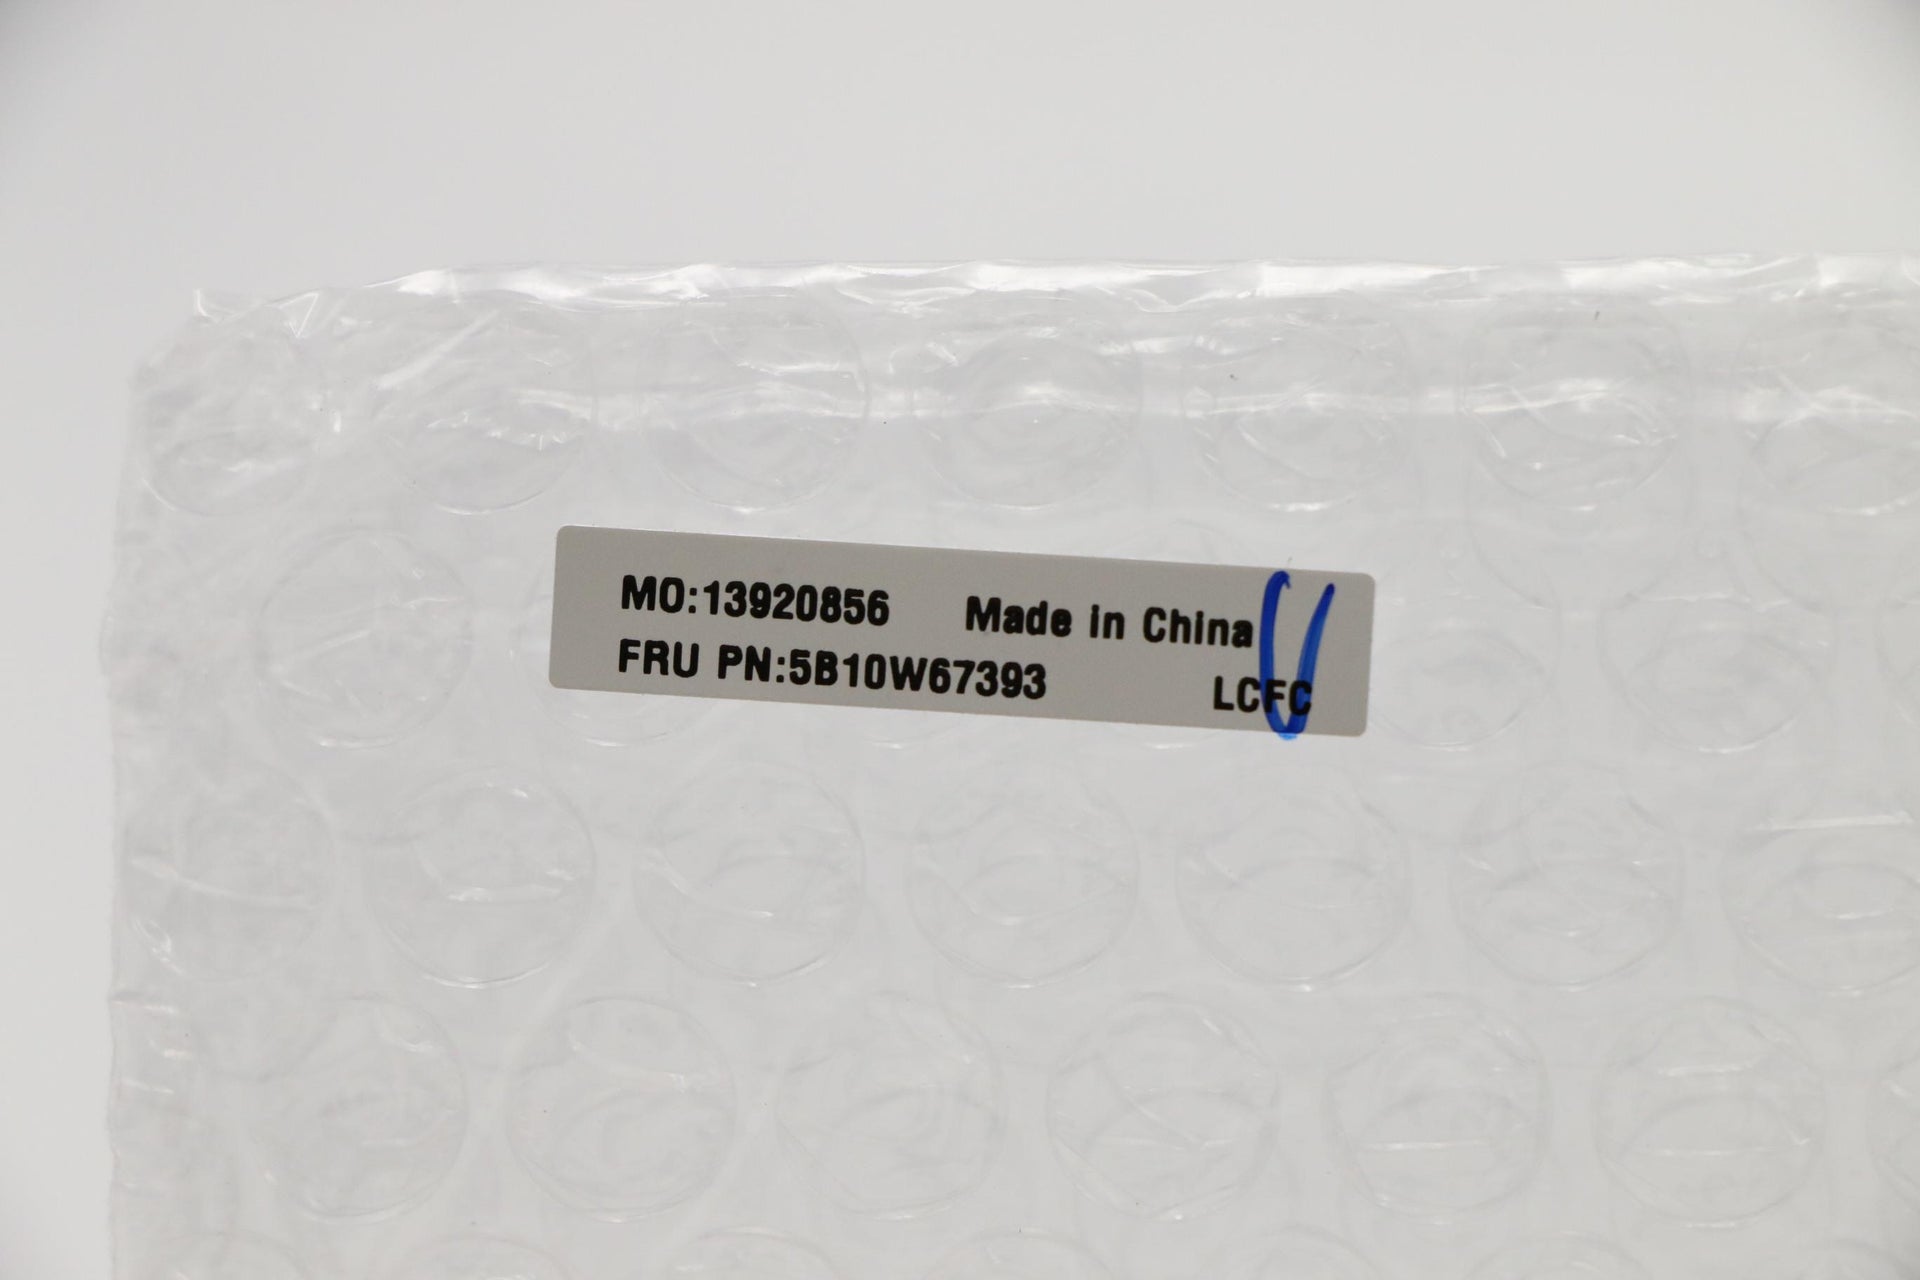 MO:13920856 Made in China
FRU PN:5B10W67393 LCFC